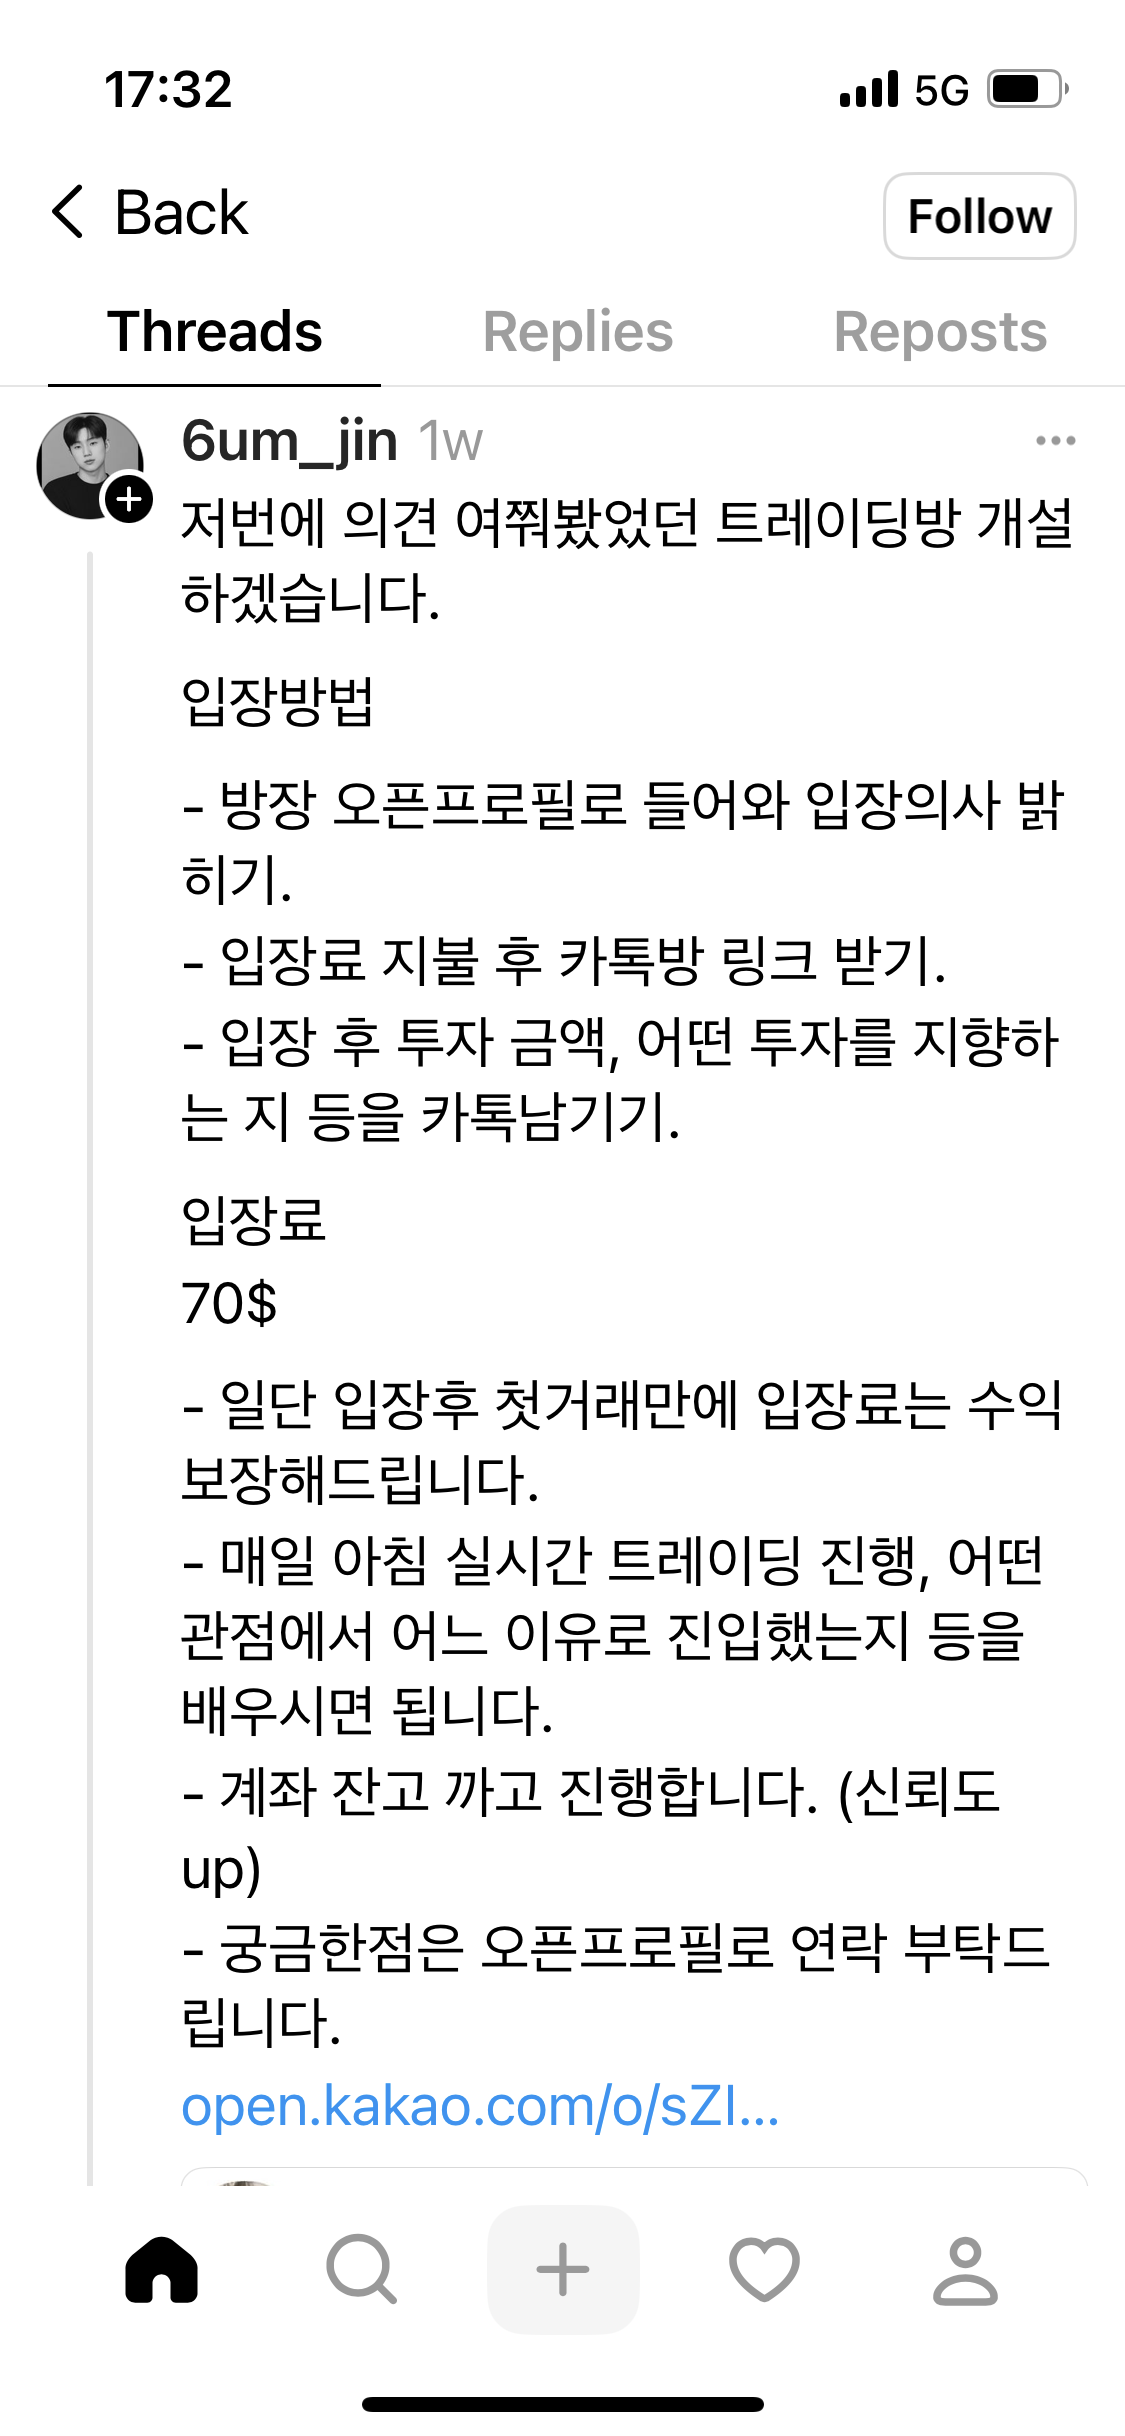 17:32
5G
Back
Follow
Threads
Replies
Reposts
6um_jin 1w
저번에 의견 여쭤봤었던 트레이딩방 개설
하겠습니다.
입장방법
- 방장 오픈프로필로 들어와 입장의사 밝
히기.
- 입장료 지불 후 카톡방 링크 받기.
- 입장 후 투자 금액, 어떤 투자를 지향하
는 지 등을 카톡남기기.
입장료
70$
- 일단 입장후 첫거래만에 입장료는 수익
보장해드립니다.
- 매일 아침 실시간 트레이딩 진행, 어떤
관점에서 어느 이유로 진입했는지 등을
배우시면 됩니다.
- 계좌 잔고 까고 진행합니다. (신뢰도
up)
- 궁금한점은 오픈프로필로 연락 부탁드
립니다.
open.kakao.com/o/sZI...